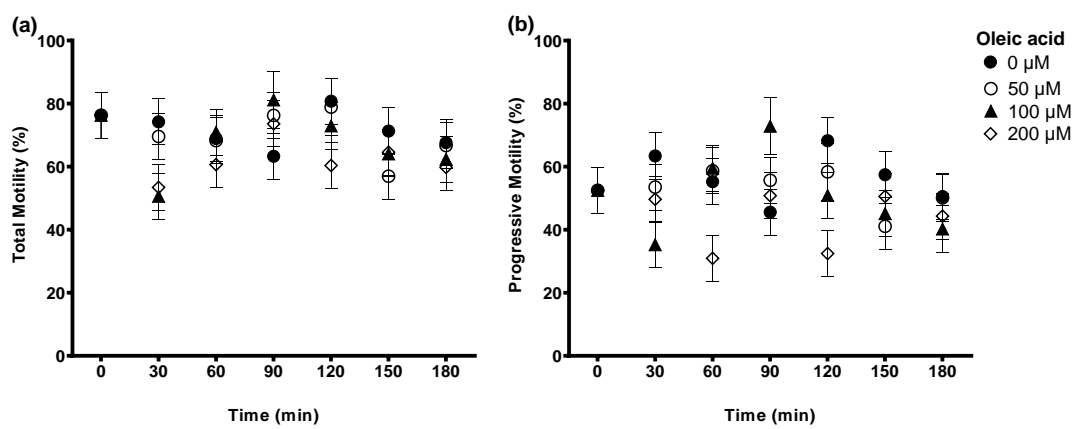 (a)
100
80
60
40
20
0
Total Motility (%)
0 30 60 90 120 150 180
Time (min)
(b)
100
80
60
40
20
0
Progressive Motility (%)
0 30 60 90 120 150 180
Time (min)
Oleic acid
0 µM
50 µM
100 µM
200 µM